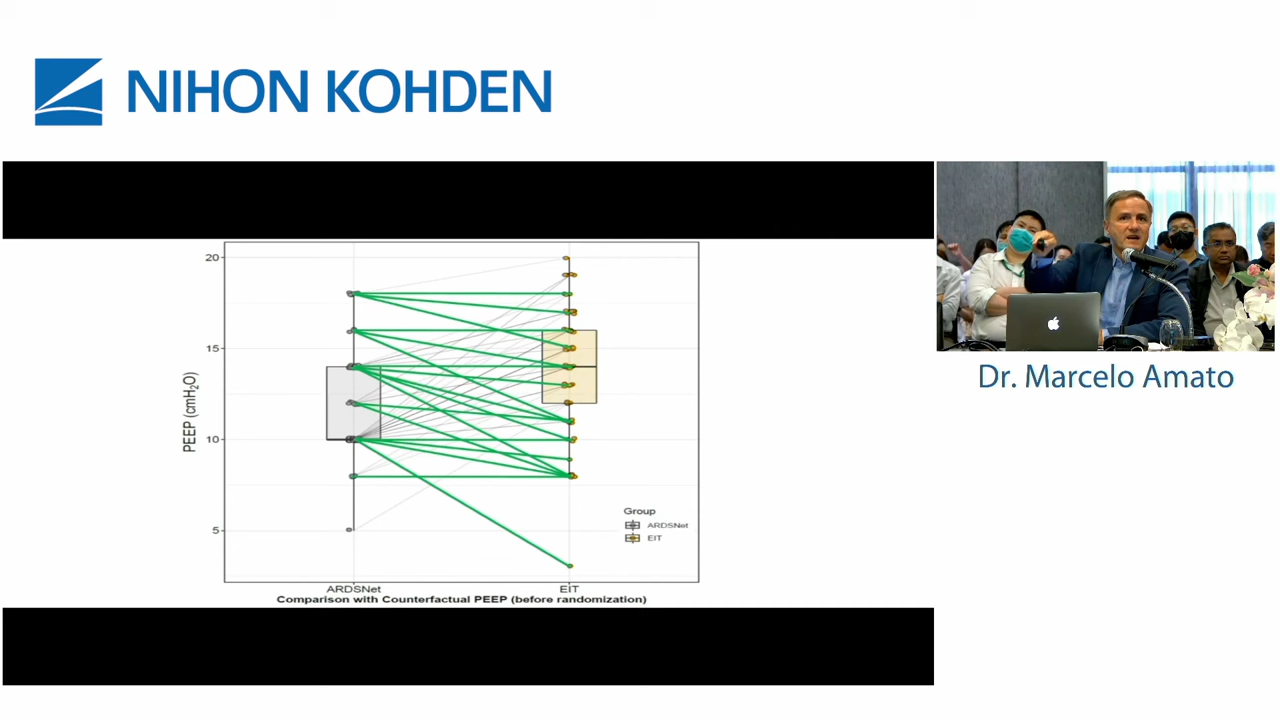 NIHON KOHDEN
20
15
10
5
PEEP (cmH₂O)
Group
ARDSNet
EIT
ARDSNet
EIT
Comparison with Counterfactual PEEP (before randomization)
Dr. Marcelo Amato